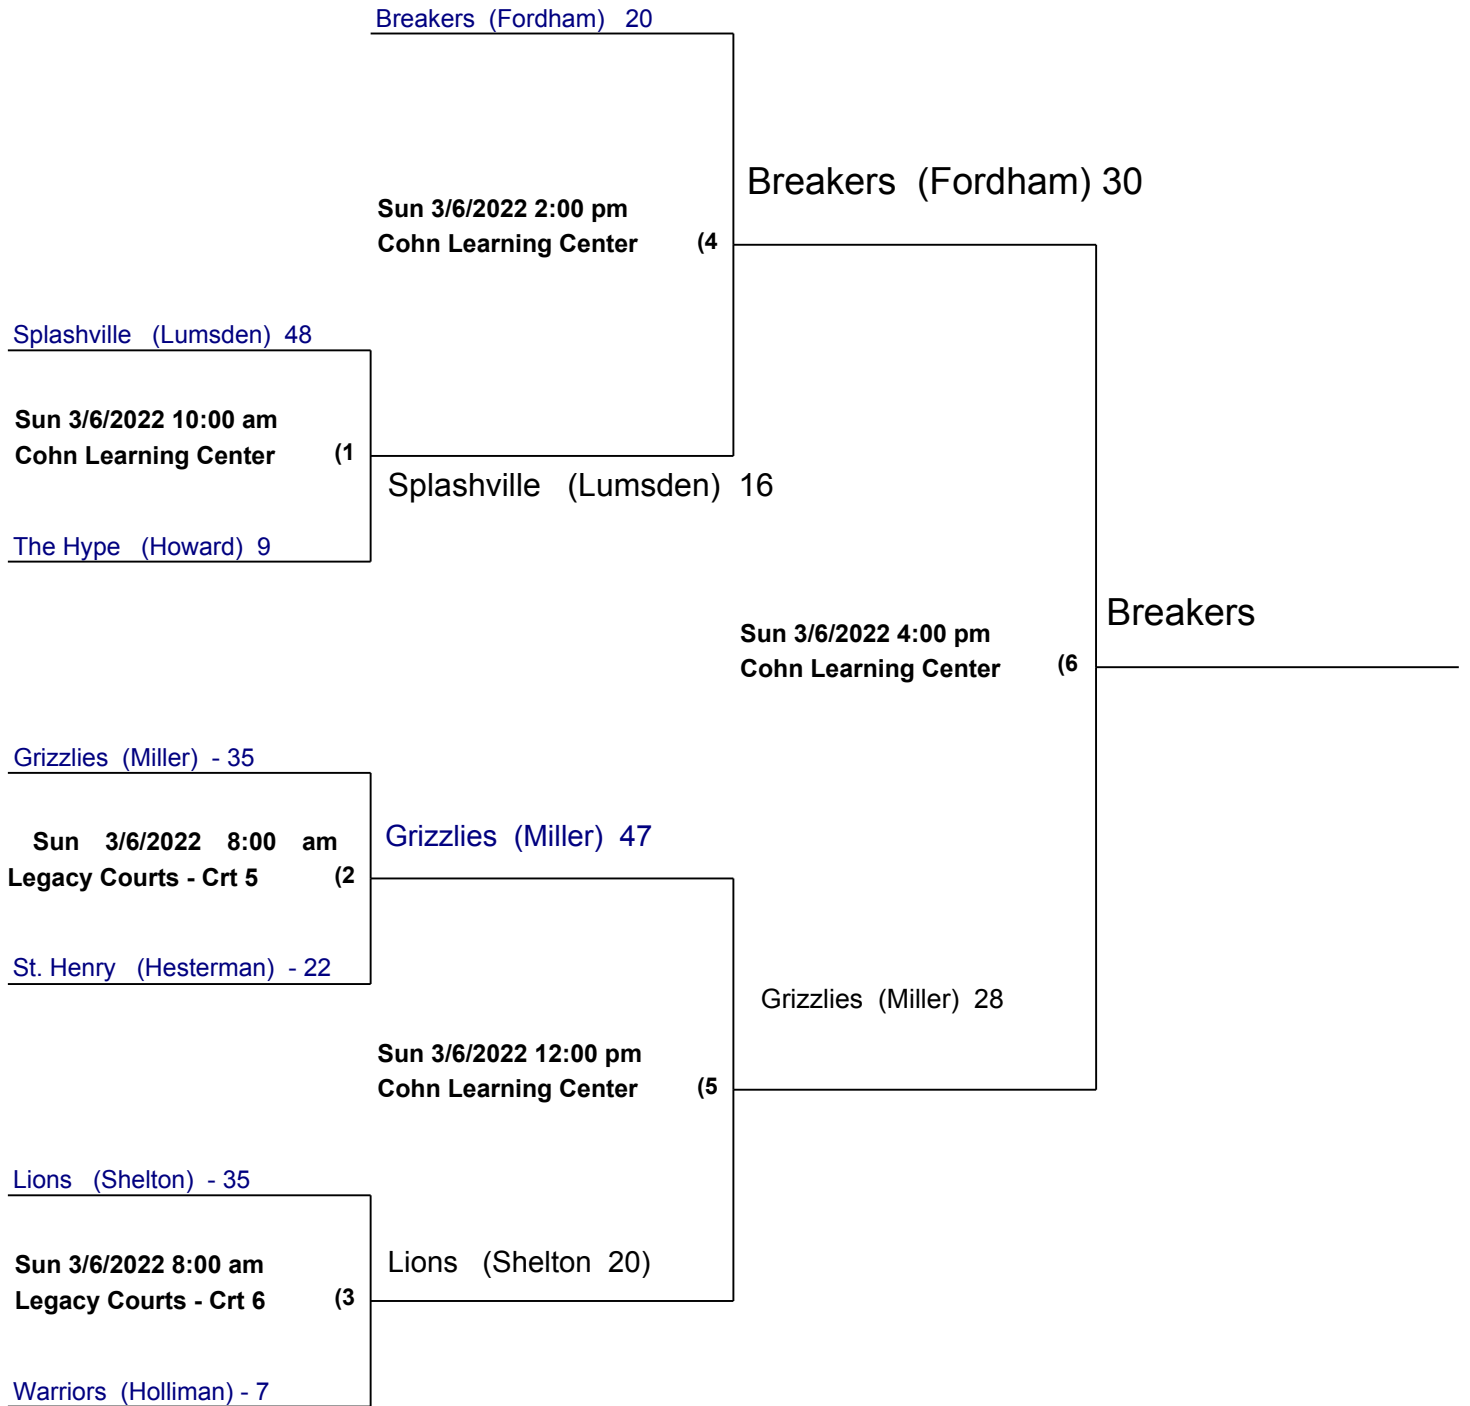 Breakers (Fordham) 20
Breakers (Fordham) 30
Sun 3/6/2022 2:00 pm
Cohn Learning Center (4
Splashville (Lumsden) 48
Sun 3/6/2022 10:00 am
Cohn Learning Center (1
Splashville (Lumsden) 16
The Hype (Howard) 9
Breakers
Sun 3/6/2022 4:00 pm
Cohn Learning Center (6
Grizzlies (Miller) - 35
Sun 3/6/2022 8:00 am
Legacy Courts - Crt 5 (2
Grizzlies (Miller) 47
St. Henry (Hesterman) - 22
Grizzlies (Miller) 28
Sun 3/6/2022 12:00 pm
Cohn Learning Center (5
Lions (Shelton) - 35
Sun 3/6/2022 8:00 am
Legacy Courts - Crt 6 (3
Lions (Shelton 20)
Warriors (Holliman) - 7